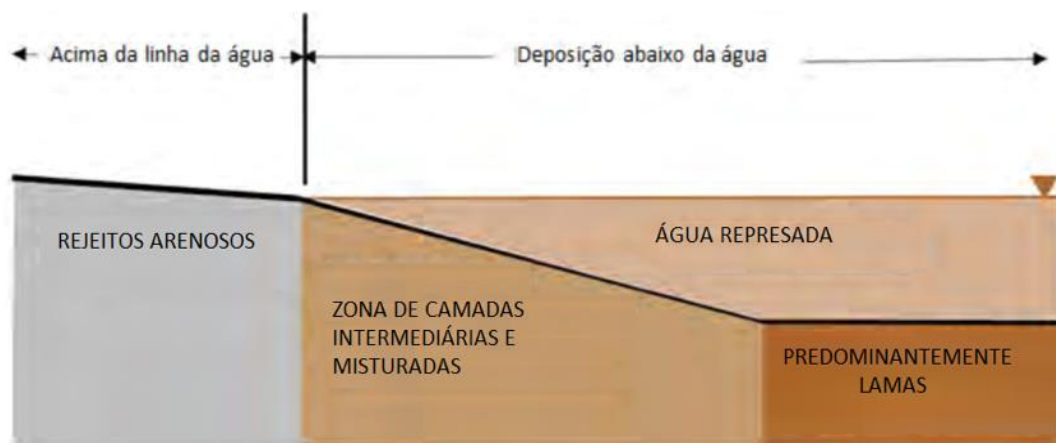 Acima da linha da água
Deposição abaixo da água
REJEITOS ARENOSOS
ÁGUA REPRESADA
ZONA DE CAMADAS
INTERMEDIÁRIAS E
MISTURADAS
PREDOMINANTEMENTE
LAMAS